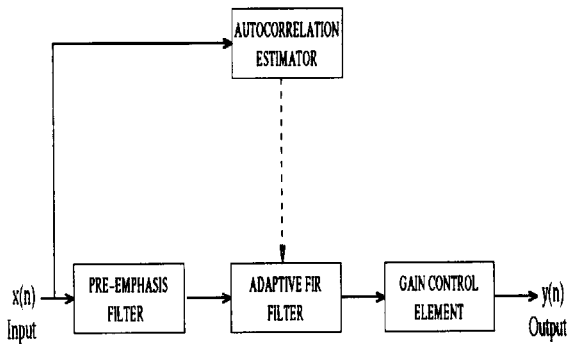 AUTOCORRELATION
ESTIMATOR
x(n)
Input
PRE-EMPHASIS
FILTER
ADAPTIVE FIR
FILTER
GAIN CONTROL
ELEMENT
y(n)
Output